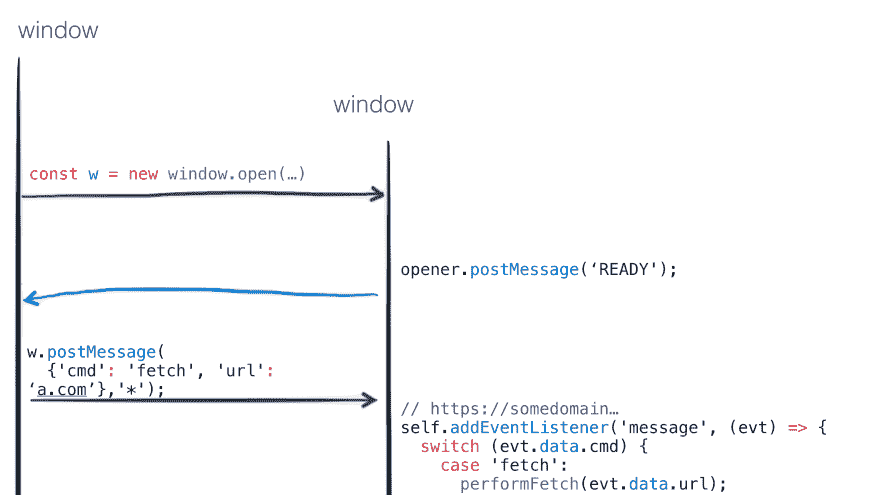 window
window
const w = new window.open(…)
opener.postMessage(‘READY');
w.postMessage(
{'cmd': 'fetch', 'url':
‘a.com’},'*');
// https://somedomain…
self.addEventListener('message', (evt) => {
switch (evt.data.cmd) {
case 'fetch':
performFetch(evt.data.url);